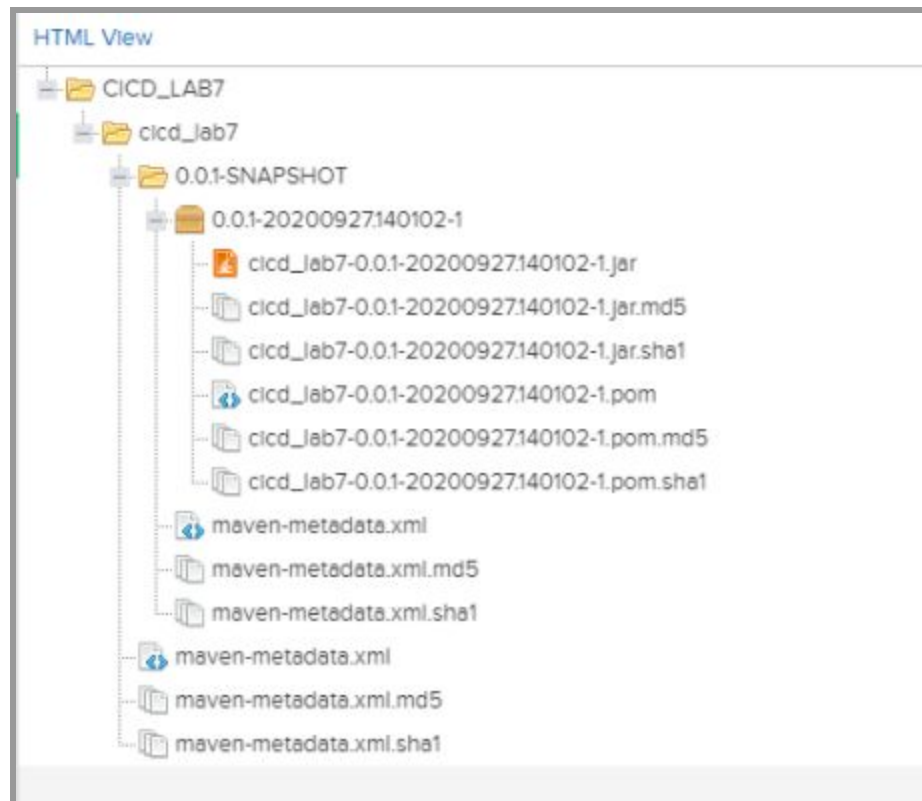 HTML View
CICD_LAB7
cicd_lab7
0.0.1-SNAPSHOT
0.0.1-20200927.140102-1
cicd_lab7-0.0.1-20200927.140102-1.jar
cicd_lab7-0.0.1-20200927.140102-1.jar.md5
cicd_lab7-0.0.1-20200927.140102-1.jar.sha1
cicd_lab7-0.0.1-20200927.140102-1.pom
cicd_lab7-0.0.1-20200927.140102-1.pom.md5
cicd_lab7-0.0.1-20200927.140102-1.pom.sha1
maven-metadata.xml
maven-metadata.xml.md5
maven-metadata.xml.sha1
maven-metadata.xml
maven-metadata.xml.md5
maven-metadata.xml.sha1